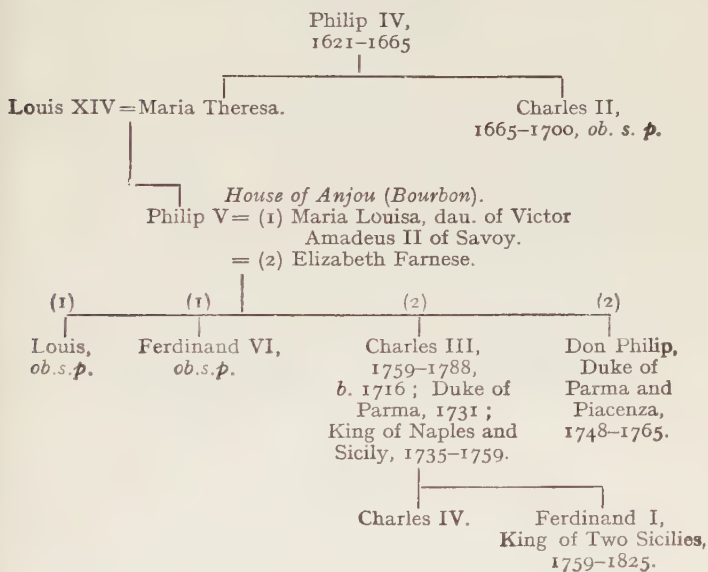 Philip IV,
1621–1665
Louis XIV = Maria Theresa.
Charles II,
1665–1700, ob. s. p.
House of Anjou (Bourbon).
Philip V = (1) Maria Louisa, dau. of Victor
Amadeus II of Savoy.
= (2) Elizabeth Farnese.
(1) (1) (2) (2)
Louis,
ob.s.p.
Ferdinand VI,
ob.s.p.
Charles III,
1759–1788,
b. 1716 ; Duke of
Parma, 1731 ;
King of Naples and
Sicily, 1735–1759.
Don Philip,
Duke of
Parma and
Piacenza,
1748–1765.
Charles IV.
Ferdinand I,
King of Two Sicilies,
1759–1825.